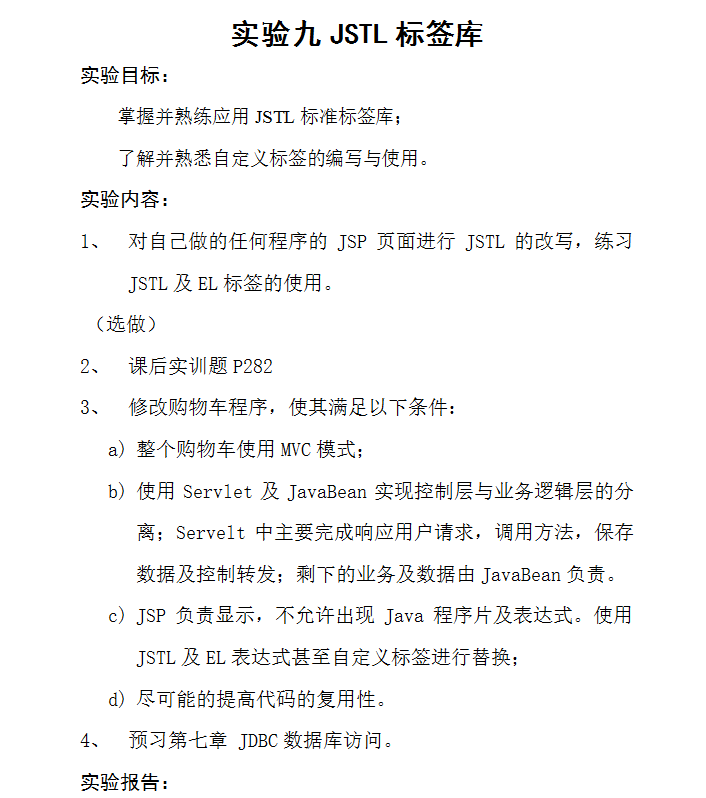 实验九 JSTL 标签库
实验目标：
掌握并熟练应用 JSTL 标准标签库；
了解并熟悉自定义标签的编写与使用。
实验内容：
1、 对自己做的任何程序的 JSP 页面进行 JSTL 的改写，练习
JSTL 及 EL 标签的使用。
（选做）
2、 课后实训题 P282
3、 修改购物车程序，使其满足以下条件：
a) 整个购物车使用 MVC 模式；
b) 使用 Servlet 及 JavaBean 实现控制层与业务逻辑层的分
离；Servelt 中主要完成响应用户请求，调用方法，保存
数据及控制转发；剩下的业务及数据由 JavaBean 负责。
c) JSP 负责显示，不允许出现 Java 程序片及表达式。使用
JSTL 及 EL 表达式甚至自定义标签进行替换；
d) 尽可能的提高代码的复用性。
4、 预习第七章 JDBC 数据库访问。
实验报告：